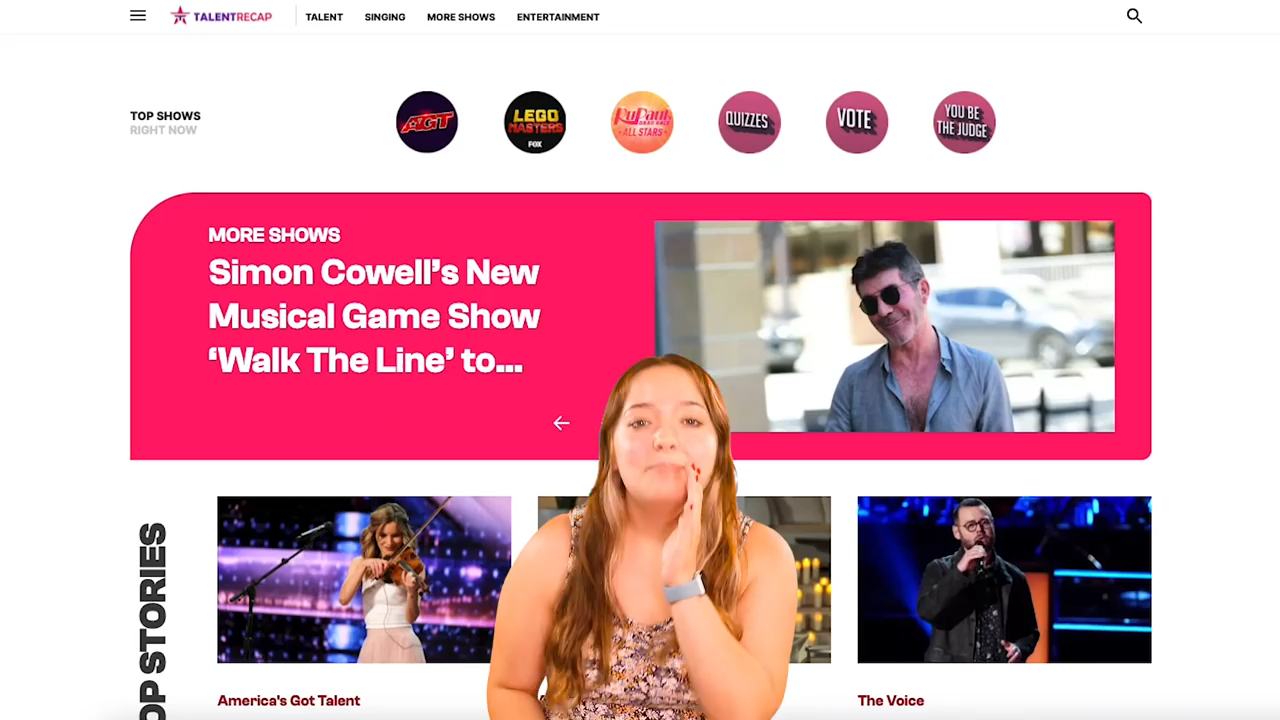 TALENTRECAP
TALENT
SINGING
MORE SHOWS
ENTERTAINMENT
TOP SHOWS
RIGHT NOW
AGT
LEGO
MASTERS
FOX
RuPaul's
DRAG RACE
ALL STARS
QUIZZES
VOTE
YOU BE
THE JUDGE
MORE SHOWS
Simon Cowell’s New
Musical Game Show
‘Walk The Line’ to...
OP STORIES
America's Got Talent
The Voice